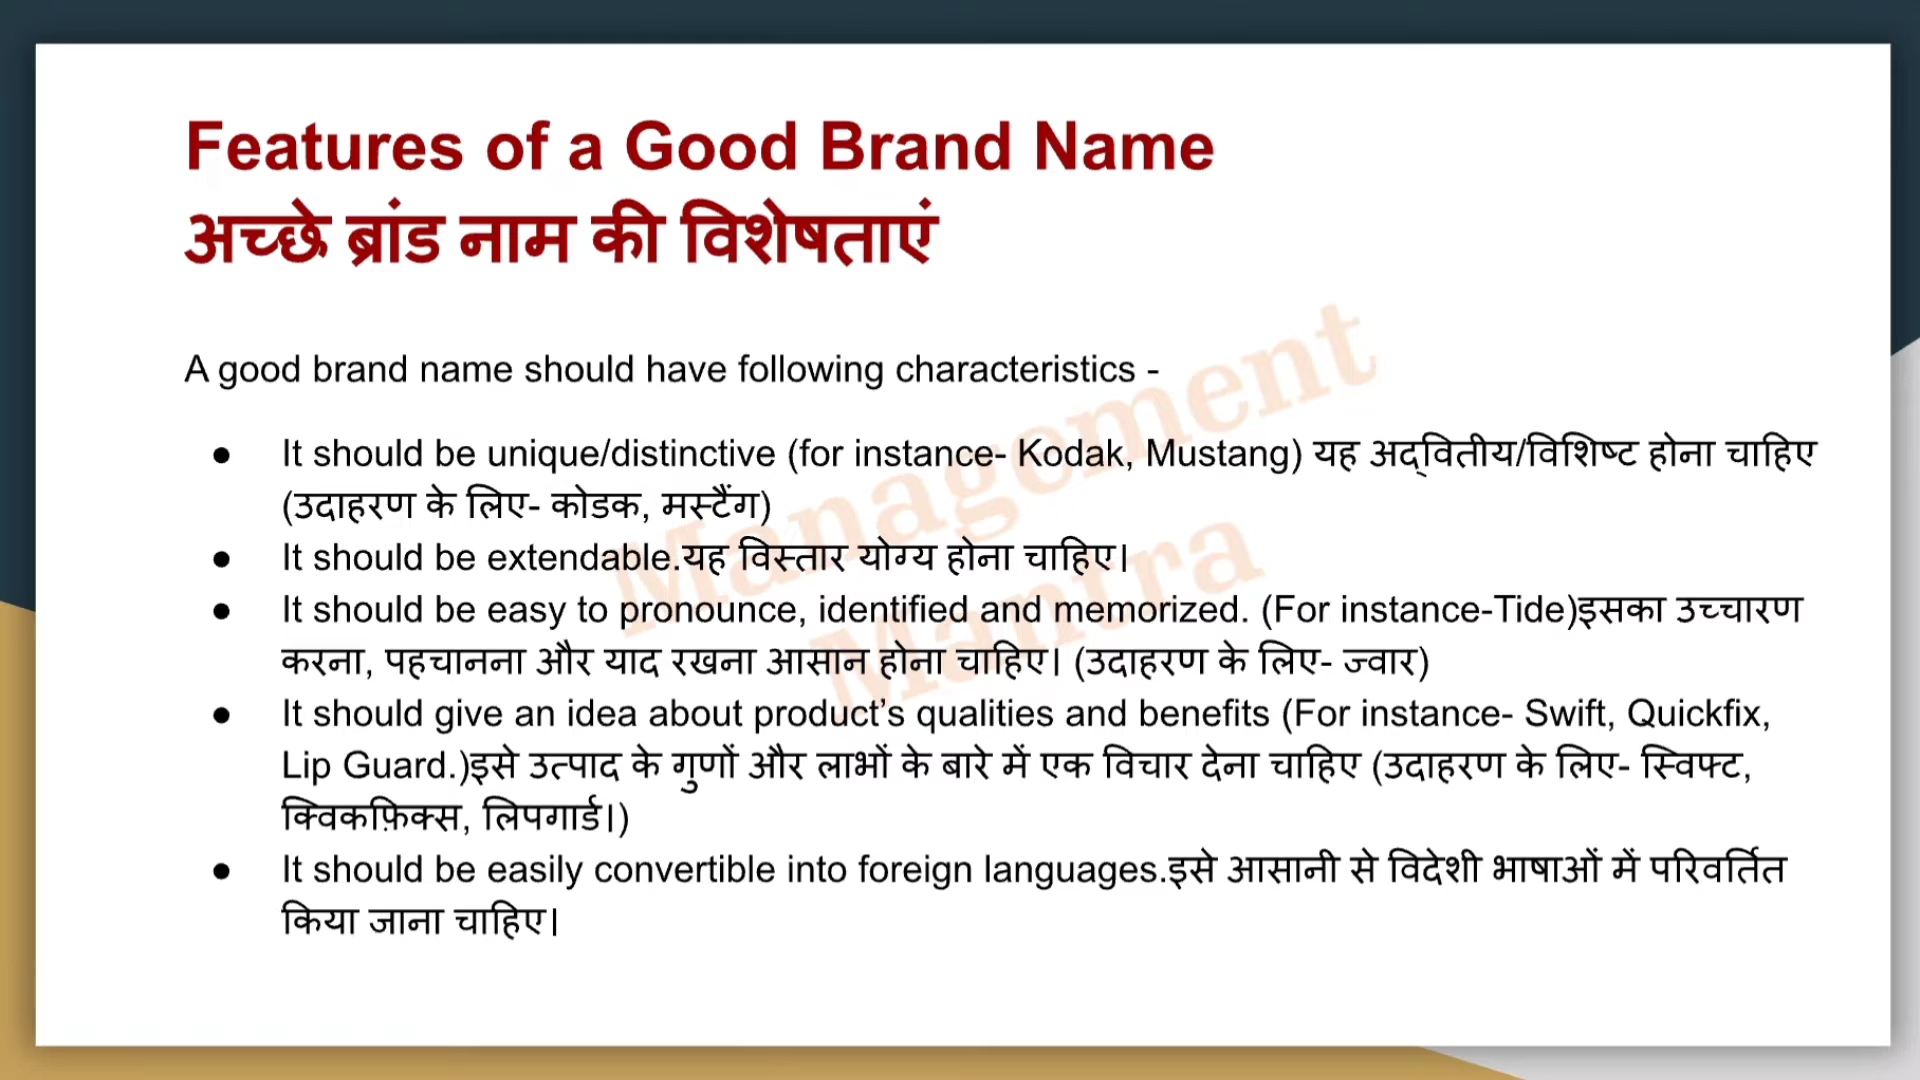 Features of a Good Brand Name
अच्छे ब्रांड नाम की विशेषताएं
A good brand name should have following characteristics -
● It should be unique/distinctive (for instance- Kodak, Mustang) यह अद्वितीय/विशिष्ट होना चाहिए
(उदाहरण के लिए- कोडक, मस्टैंग)
● It should be extendable.यह विस्तार योग्य होना चाहिए।
● It should be easy to pronounce, identified and memorized. (For instance-Tide)इसका उच्चारण
करना, पहचानना और याद रखना आसान होना चाहिए। (उदाहरण के लिए- ज्वार)
● It should give an idea about product’s qualities and benefits (For instance- Swift, Quickfix,
Lip Guard.)इसे उत्पाद के गुणों और लाभों के बारे में एक विचार देना चाहिए (उदाहरण के लिए- स्विफ्ट,
क्विकफ़िक्स, लिपगार्ड।)
● It should be easily convertible into foreign languages.इसे आसानी से विदेशी भाषाओं में परिवर्तित
किया जाना चाहिए।
Management
Mantra